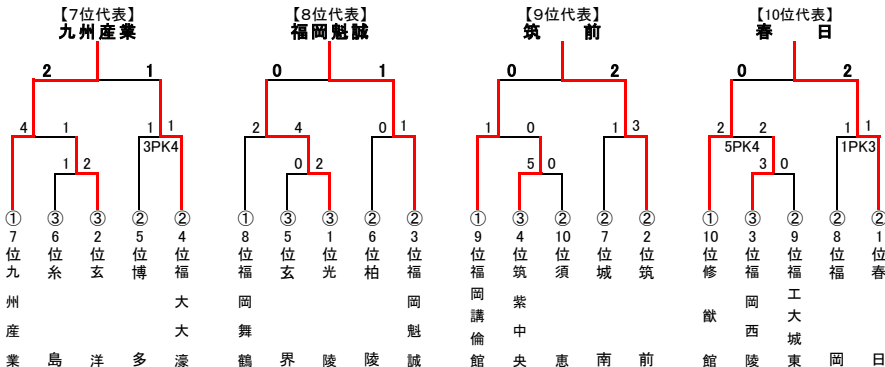 【7位代表】
九州産業
2 1
4 1 1 1
3PK4
1 2
① ③ ③ ② ②
7位九州産業
6位糸島
2位玄洋
5位博多
4位福大大濠
【8位代表】
福岡魁誠
0 1
2 4 0 1
0 2
① ③ ③ ② ②
8位福岡舞鶴
5位玄界
1位光陵
6位柏陵
3位福岡魁誠
【9位代表】
筑前
0 2
1 0 1 3
5 0
① ③ ② ② ②
9位福岡講倫館
4位筑紫中央
10位須恵
7位城南
2位筑前
【10位代表】
春日
0 2
2 2 1 1
5PK4 1PK3
3 0
① ③ ② ② ②
10位修猷館
3位福岡西陵
9位福工大城東
8位福岡
1位春日